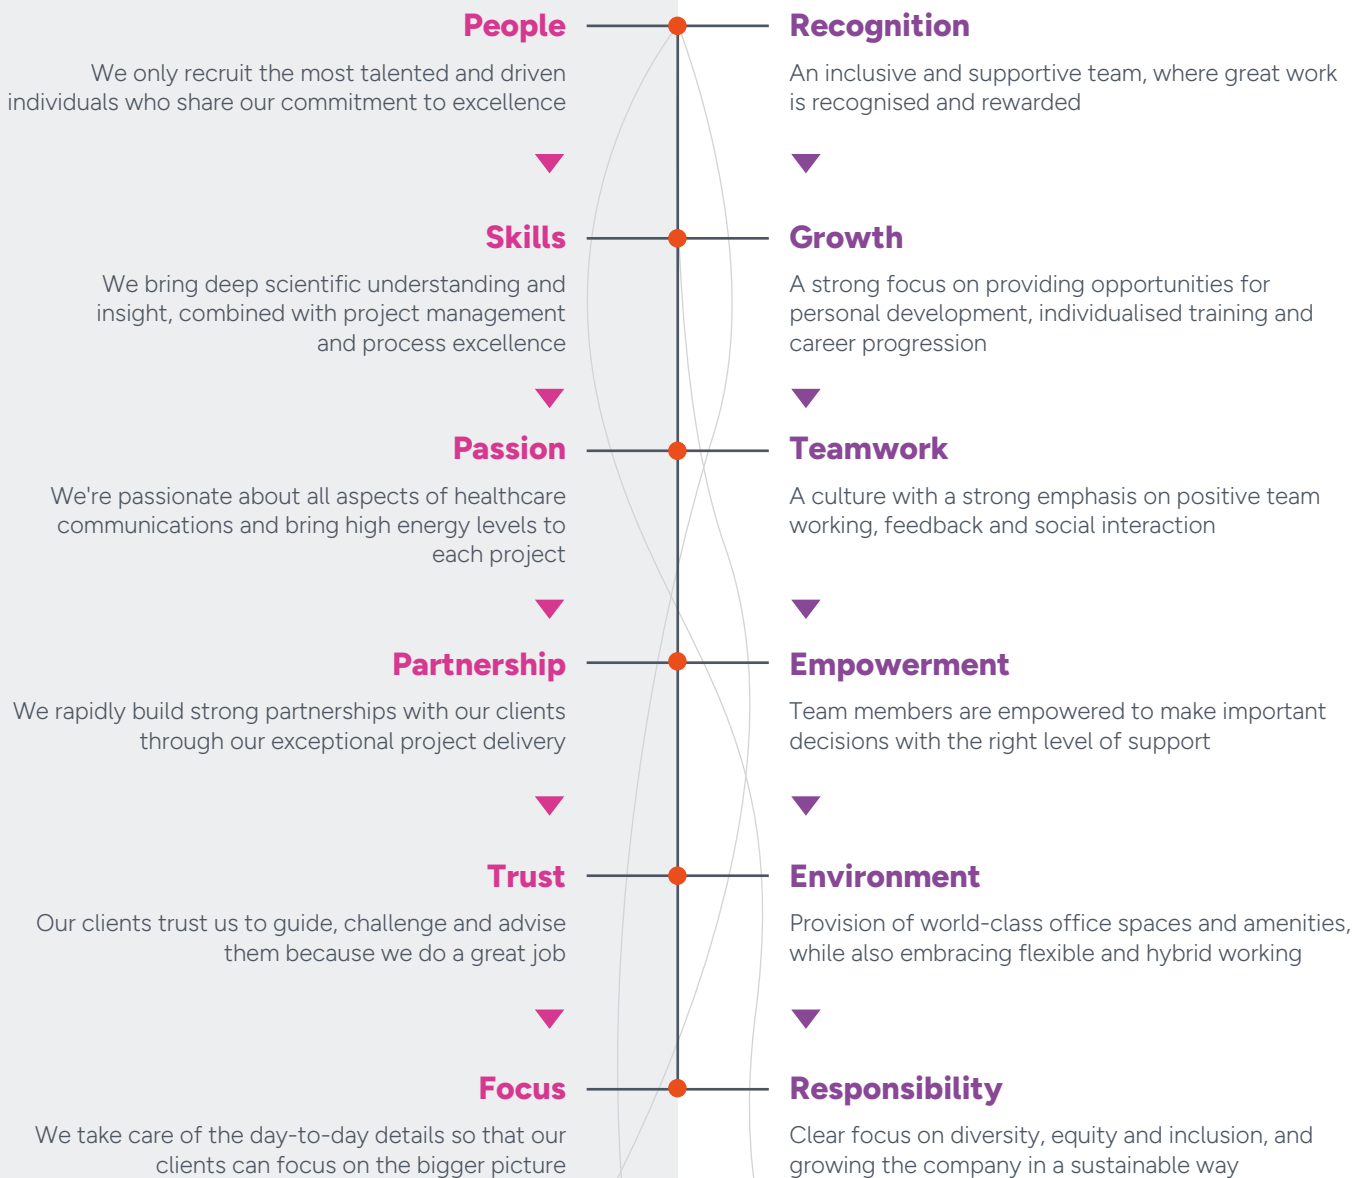 People
We only recruit the most talented and driven
individuals who share our commitment to excellence
Recognition
An inclusive and supportive team, where great work
is recognised and rewarded
Skills
We bring deep scientific understanding and
insight, combined with project management
and process excellence
Growth
A strong focus on providing opportunities for
personal development, individualised training and
career progression
Passion
We're passionate about all aspects of healthcare
communications and bring high energy levels to
each project
Teamwork
A culture with a strong emphasis on positive team
working, feedback and social interaction
Partnership
We rapidly build strong partnerships with our clients
through our exceptional project delivery
Empowerment
Team members are empowered to make important
decisions with the right level of support
Trust
Our clients trust us to guide, challenge and advise
them because we do a great job
Environment
Provision of world-class office spaces and amenities,
while also embracing flexible and hybrid working
Focus
We take care of the day-to-day details so that our
clients can focus on the bigger picture
Responsibility
Clear focus on diversity, equity and inclusion, and
growing the company in a sustainable way